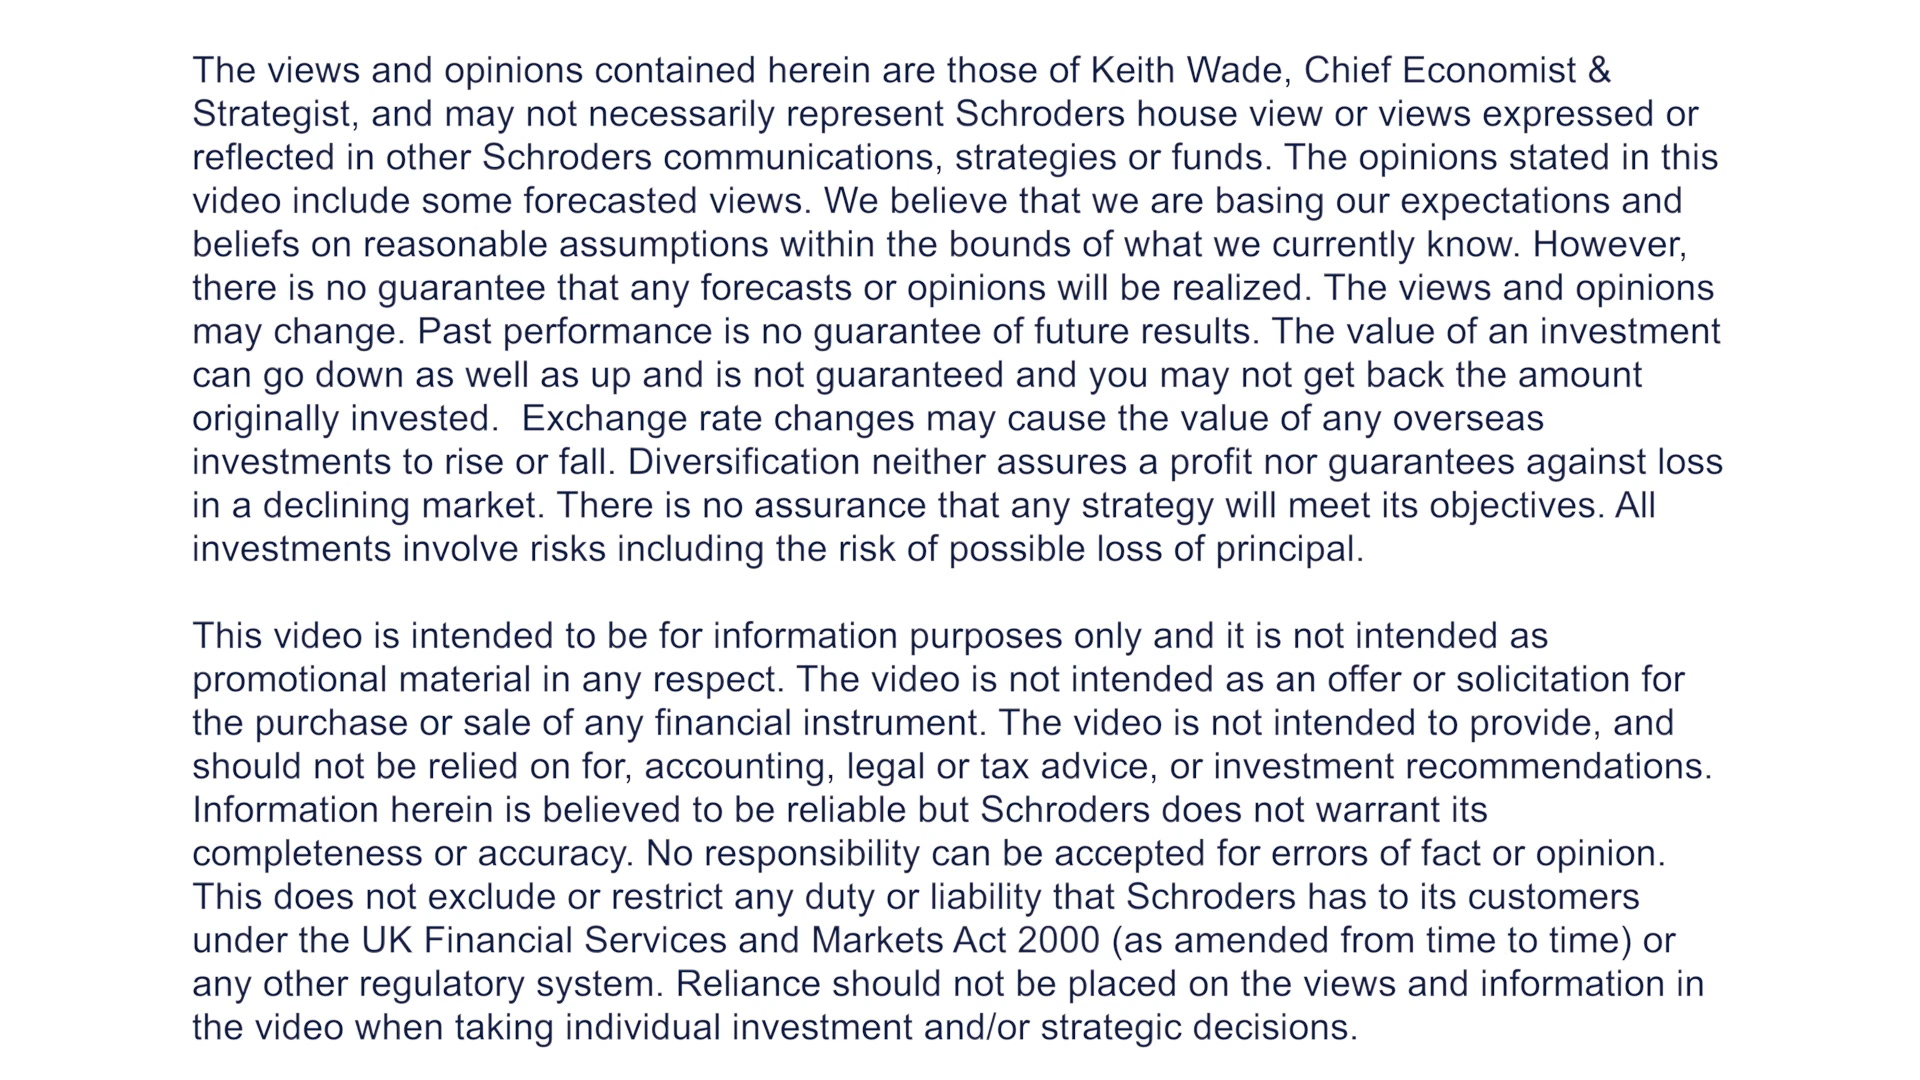 The views and opinions contained herein are those of Keith Wade, Chief Economist &
Strategist, and may not necessarily represent Schroders house view or views expressed or
reflected in other Schroders communications, strategies or funds. The opinions stated in this
video include some forecasted views. We believe that we are basing our expectations and
beliefs on reasonable assumptions within the bounds of what we currently know. However,
there is no guarantee that any forecasts or opinions will be realized. The views and opinions
may change. Past performance is no guarantee of future results. The value of an investment
can go down as well as up and is not guaranteed and you may not get back the amount
originally invested.  Exchange rate changes may cause the value of any overseas
investments to rise or fall. Diversification neither assures a profit nor guarantees against loss
in a declining market. There is no assurance that any strategy will meet its objectives. All
investments involve risks including the risk of possible loss of principal.
This video is intended to be for information purposes only and it is not intended as
promotional material in any respect. The video is not intended as an offer or solicitation for
the purchase or sale of any financial instrument. The video is not intended to provide, and
should not be relied on for, accounting, legal or tax advice, or investment recommendations.
Information herein is believed to be reliable but Schroders does not warrant its
completeness or accuracy. No responsibility can be accepted for errors of fact or opinion.
This does not exclude or restrict any duty or liability that Schroders has to its customers
under the UK Financial Services and Markets Act 2000 (as amended from time to time) or
any other regulatory system. Reliance should not be placed on the views and information in
the video when taking individual investment and/or strategic decisions.